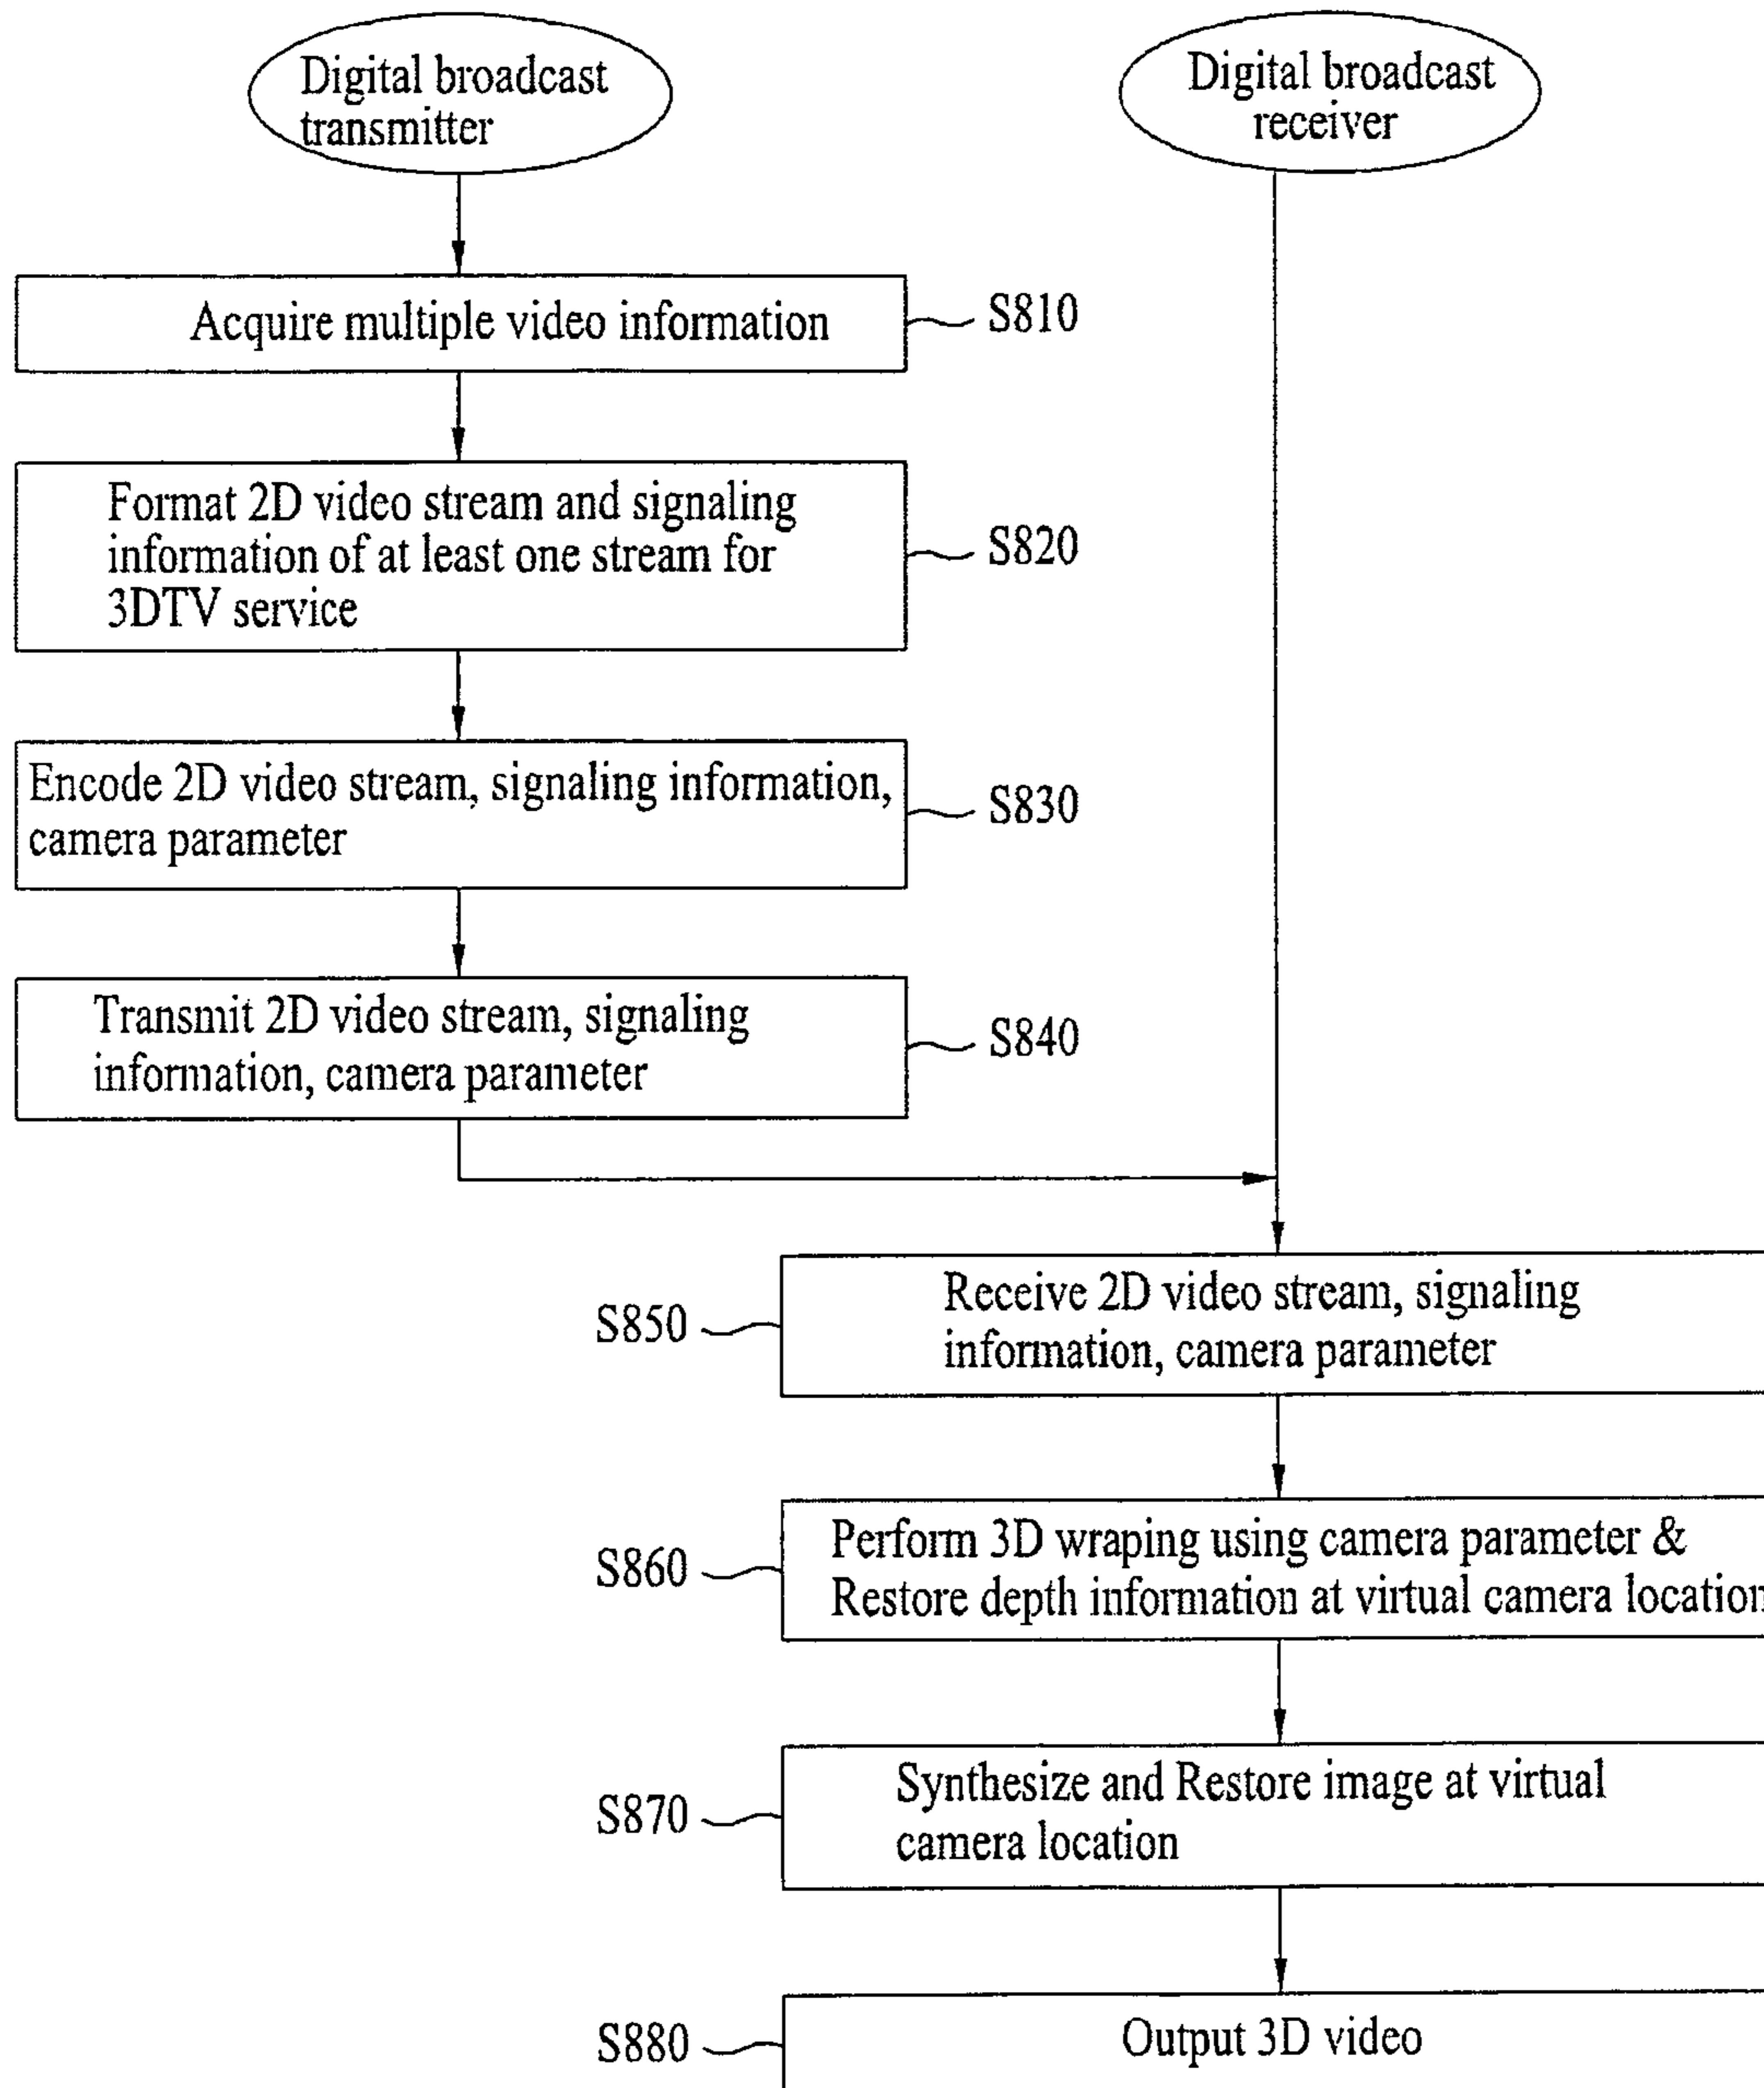 Digital broadcast
transmitter
Digital broadcast
receiver
Acquire multiple video information
S810
Format 2D video stream and signaling
information of at least one stream for
3DTV service
S820
Encode 2D video stream, signaling information,
camera parameter
S830
Transmit 2D video stream, signaling
information, camera parameter
S840
S850
Receive 2D video stream, signaling
information, camera parameter
S860
Perform 3D wraping using camera parameter &
Restore depth information at virtual camera location
S870
Synthesize and Restore image at virtual
camera location
S880
Output 3D video